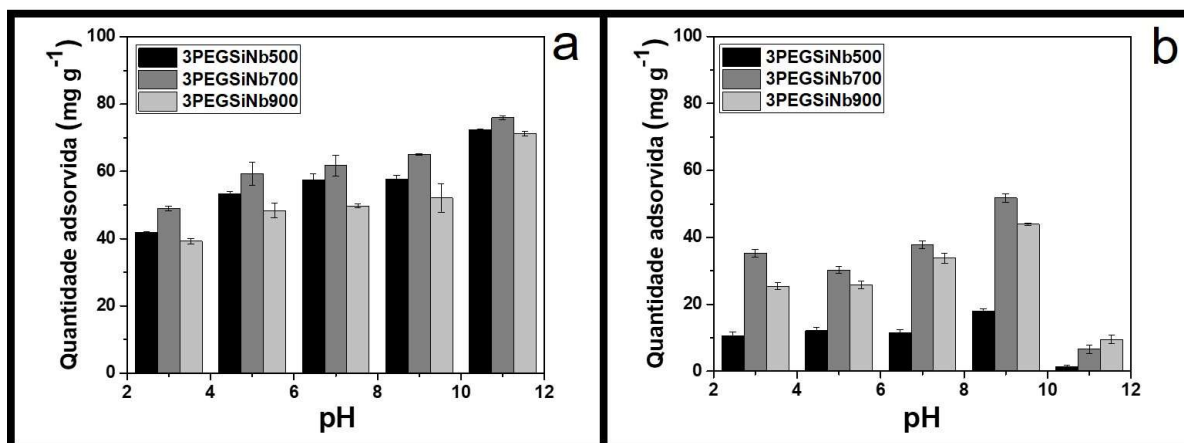 a
Quantidade adsorvida (mg g⁻¹)
3PEGSiNb500
3PEGSiNb700
3PEGSiNb900
100
80
60
40
20
0
2 4 6 8 10 12
pH
b
Quantidade adsorvida (mg g⁻¹)
3PEGSiNb500
3PEGSiNb700
3PEGSiNb900
100
80
60
40
20
0
2 4 6 8 10 12
pH